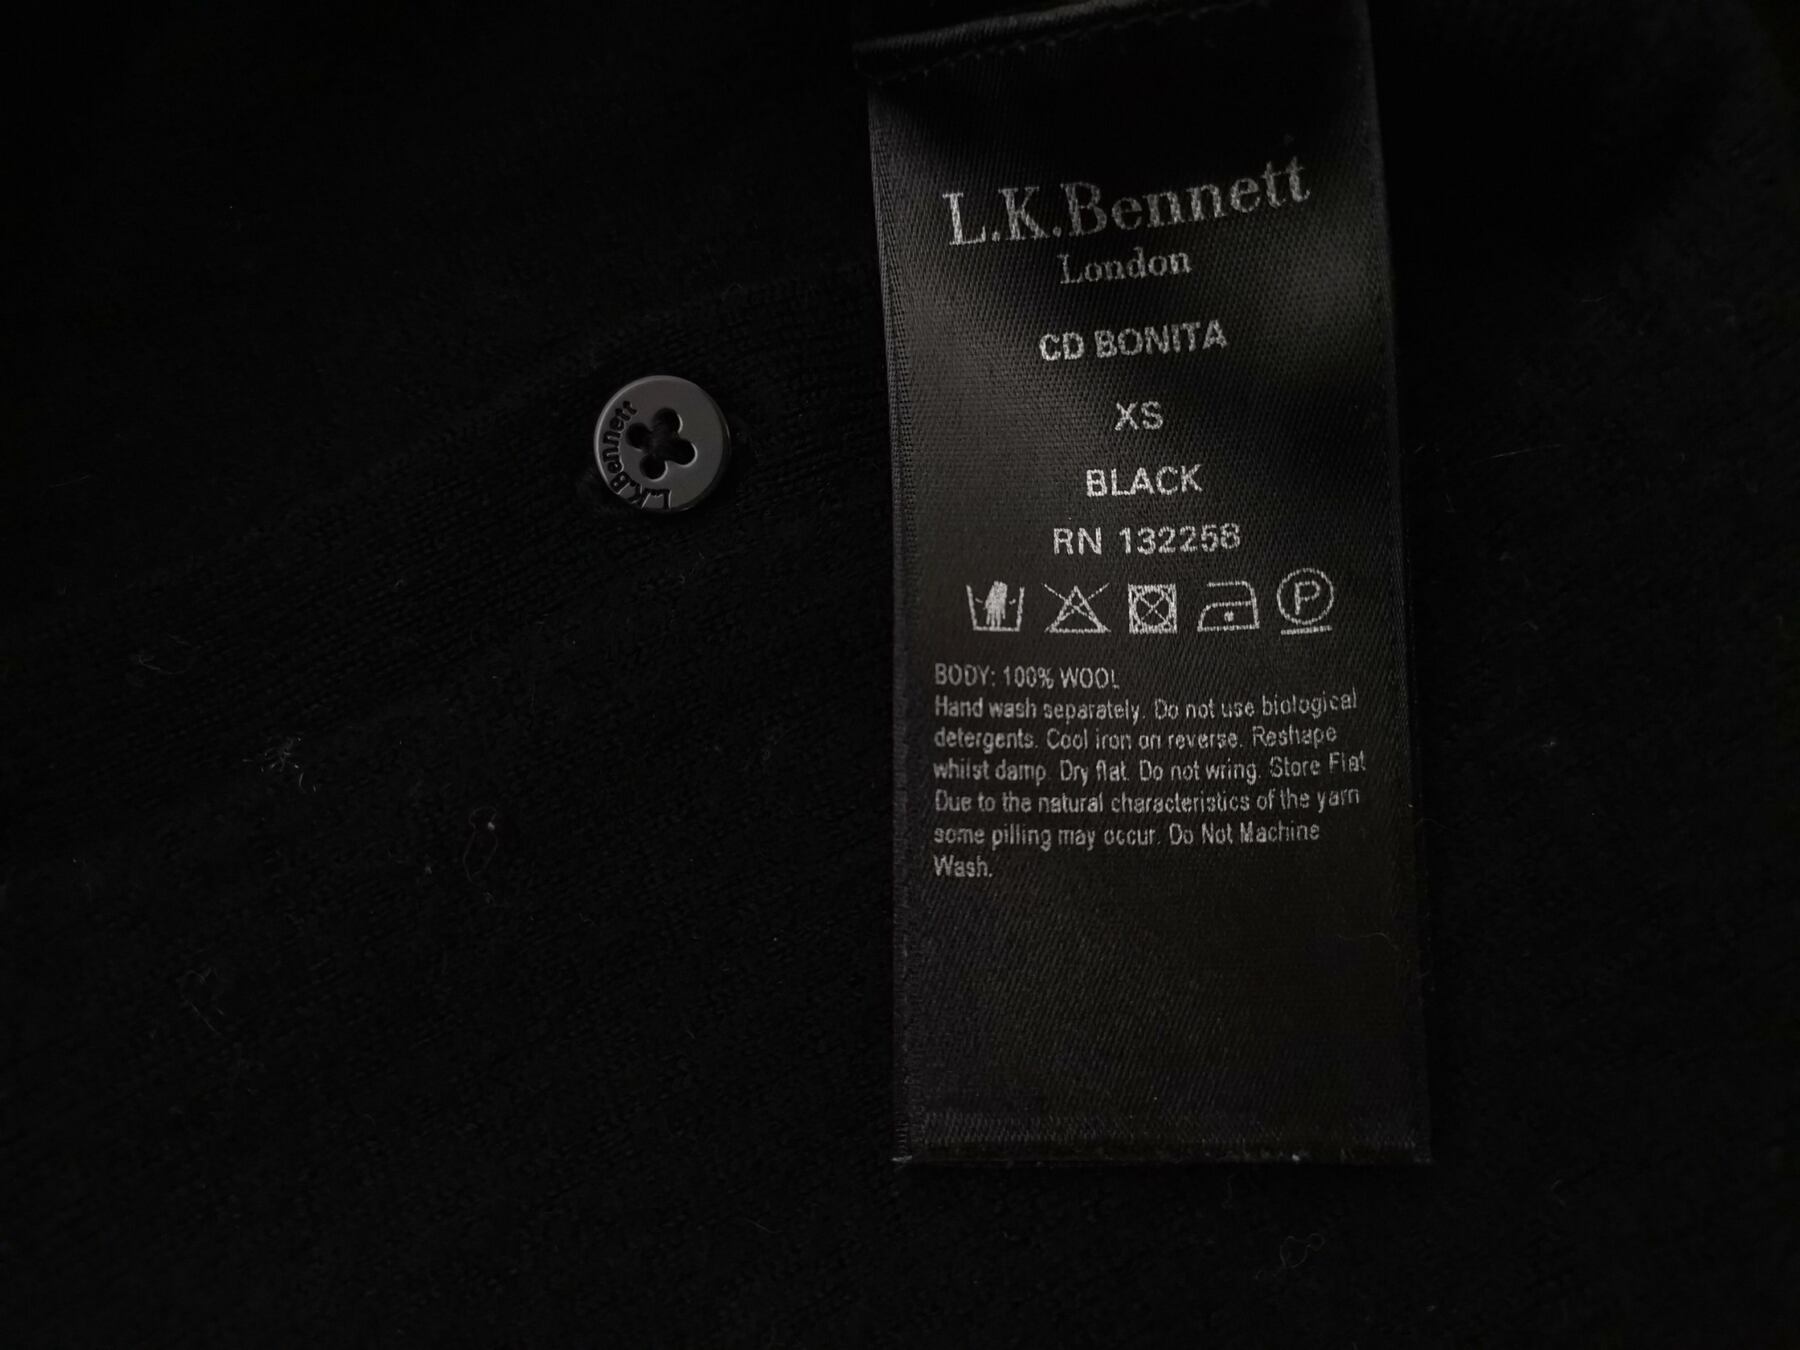 L.K.Bennett
London
CD BONITA
XS
BLACK
RN 132258
P
BODY: 100% WOOL
Hand wash separately. Do not use biological
detergents. Cool iron on reverse. Reshape
whilst damp. Dry flat. Do not wring. Store Flat
Due to the natural characteristics of the yarn
some pilling may occur. Do Not Machine
Wash.
L.K.Bennett